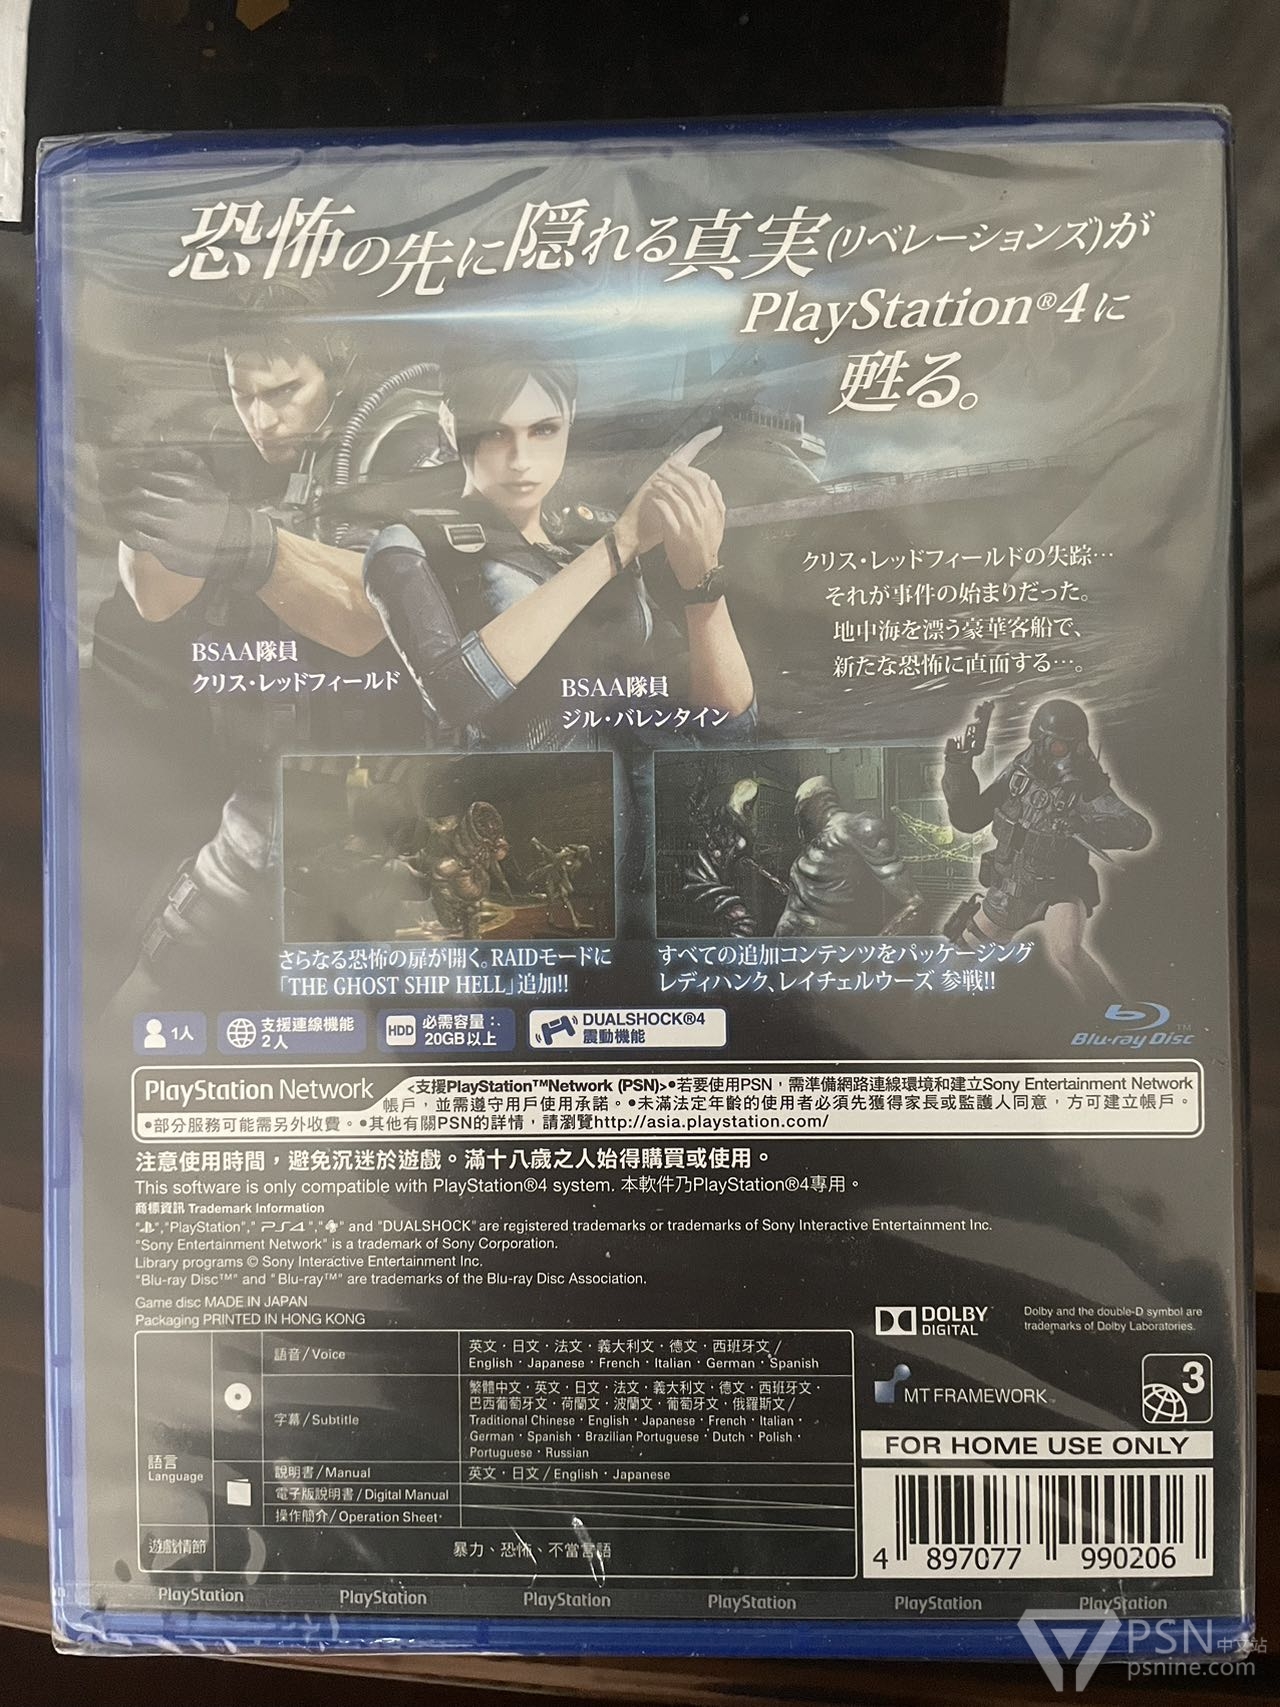 恐怖の先に隠れる真実(リベレーションズ)が
PlayStation®4に
甦る。
クリス・レッドフィールドの失踪…
それが事件の始まりだった。
地中海を漂う豪華客船で、
新たな恐怖に直面する…。
BSAA隊員
クリス・レッドフィールド
BSAA隊員
ジル・バレンタイン
さらなる恐怖の扉が開く。RAIDモードに
「THE GHOST SHIP HELL」追加!!
すべての追加コンテンツをパッケージング
レディハンク、レイチェルウーズ 参戦!!
1人
支援連線機能
2人
HDD
必需容量：
20GB以上
DUALSHOCK®4
震動機能
Blu-ray Disc™
PlayStation Network
<支援PlayStation™Network (PSN)>•若要使用PSN，需準備網路連線環境和建立Sony Entertainment Network
帳戶，並需遵守用戶使用承諾。•未滿法定年齡的使用者必須先獲得家長或監護人同意，方可建立帳戶。
•部分服務可能需另外收費。•其他有關PSN的詳情，請瀏覽http://asia.playstation.com/
注意使用時間，避免沉迷於遊戲。滿十八歲之人始得購買或使用。
This software is only compatible with PlayStation®4 system. 本軟件乃PlayStation®4專用。
商標資訊 Trademark Information
" ","PlayStation"," PS4 "," " and "DUALSHOCK" are registered trademarks or trademarks of Sony Interactive Entertainment Inc.
"Sony Entertainment Network" is a trademark of Sony Corporation.
Library programs © Sony Interactive Entertainment Inc.
"Blu-ray Disc™" and "Blu-ray™" are trademarks of the Blu-ray Disc Association.
Game disc MADE IN JAPAN
Packaging PRINTED IN HONG KONG
DOLBY
DIGITAL
Dolby and the double-D symbol are
trademarks of Dolby Laboratories.
語言
Language
語音/Voice
英文・日文・法文・義大利文・德文・西班牙文/
English・Japanese・French・Italian・German・Spanish
字幕/Subtitle
繁體中文・英文・日文・法文・義大利文・德文・西班牙文・
巴西葡萄牙文・荷蘭文・波蘭文・葡萄牙文・俄羅斯文/
Traditional Chinese・English・Japanese・French・Italian・
German・Spanish・Brazilian Portuguese・Dutch・Polish・
Portuguese・Russian
說明書/Manual
英文・日文/English・Japanese
電子版說明書/Digital Manual
操作簡介/Operation Sheet
遊戲情節
暴力、恐怖、不當言語
MT FRAMEWORK™
3
FOR HOME USE ONLY
4 897077 990206
PlayStation PlayStation PlayStation PlayStation PlayStation PlayStation
PSN中文站
psnine.com